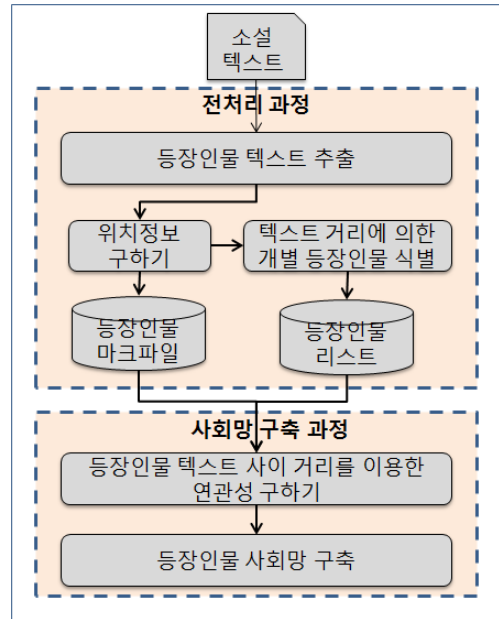 소설
텍스트
전처리 과정
등장인물 텍스트 추출
위치정보
구하기
텍스트 거리에 의한
개별 등장인물 식별
등장인물
마크파일
등장인물
리스트
사회망 구축 과정
등장인물 텍스트 사이 거리를 이용한
연관성 구하기
등장인물 사회망 구축